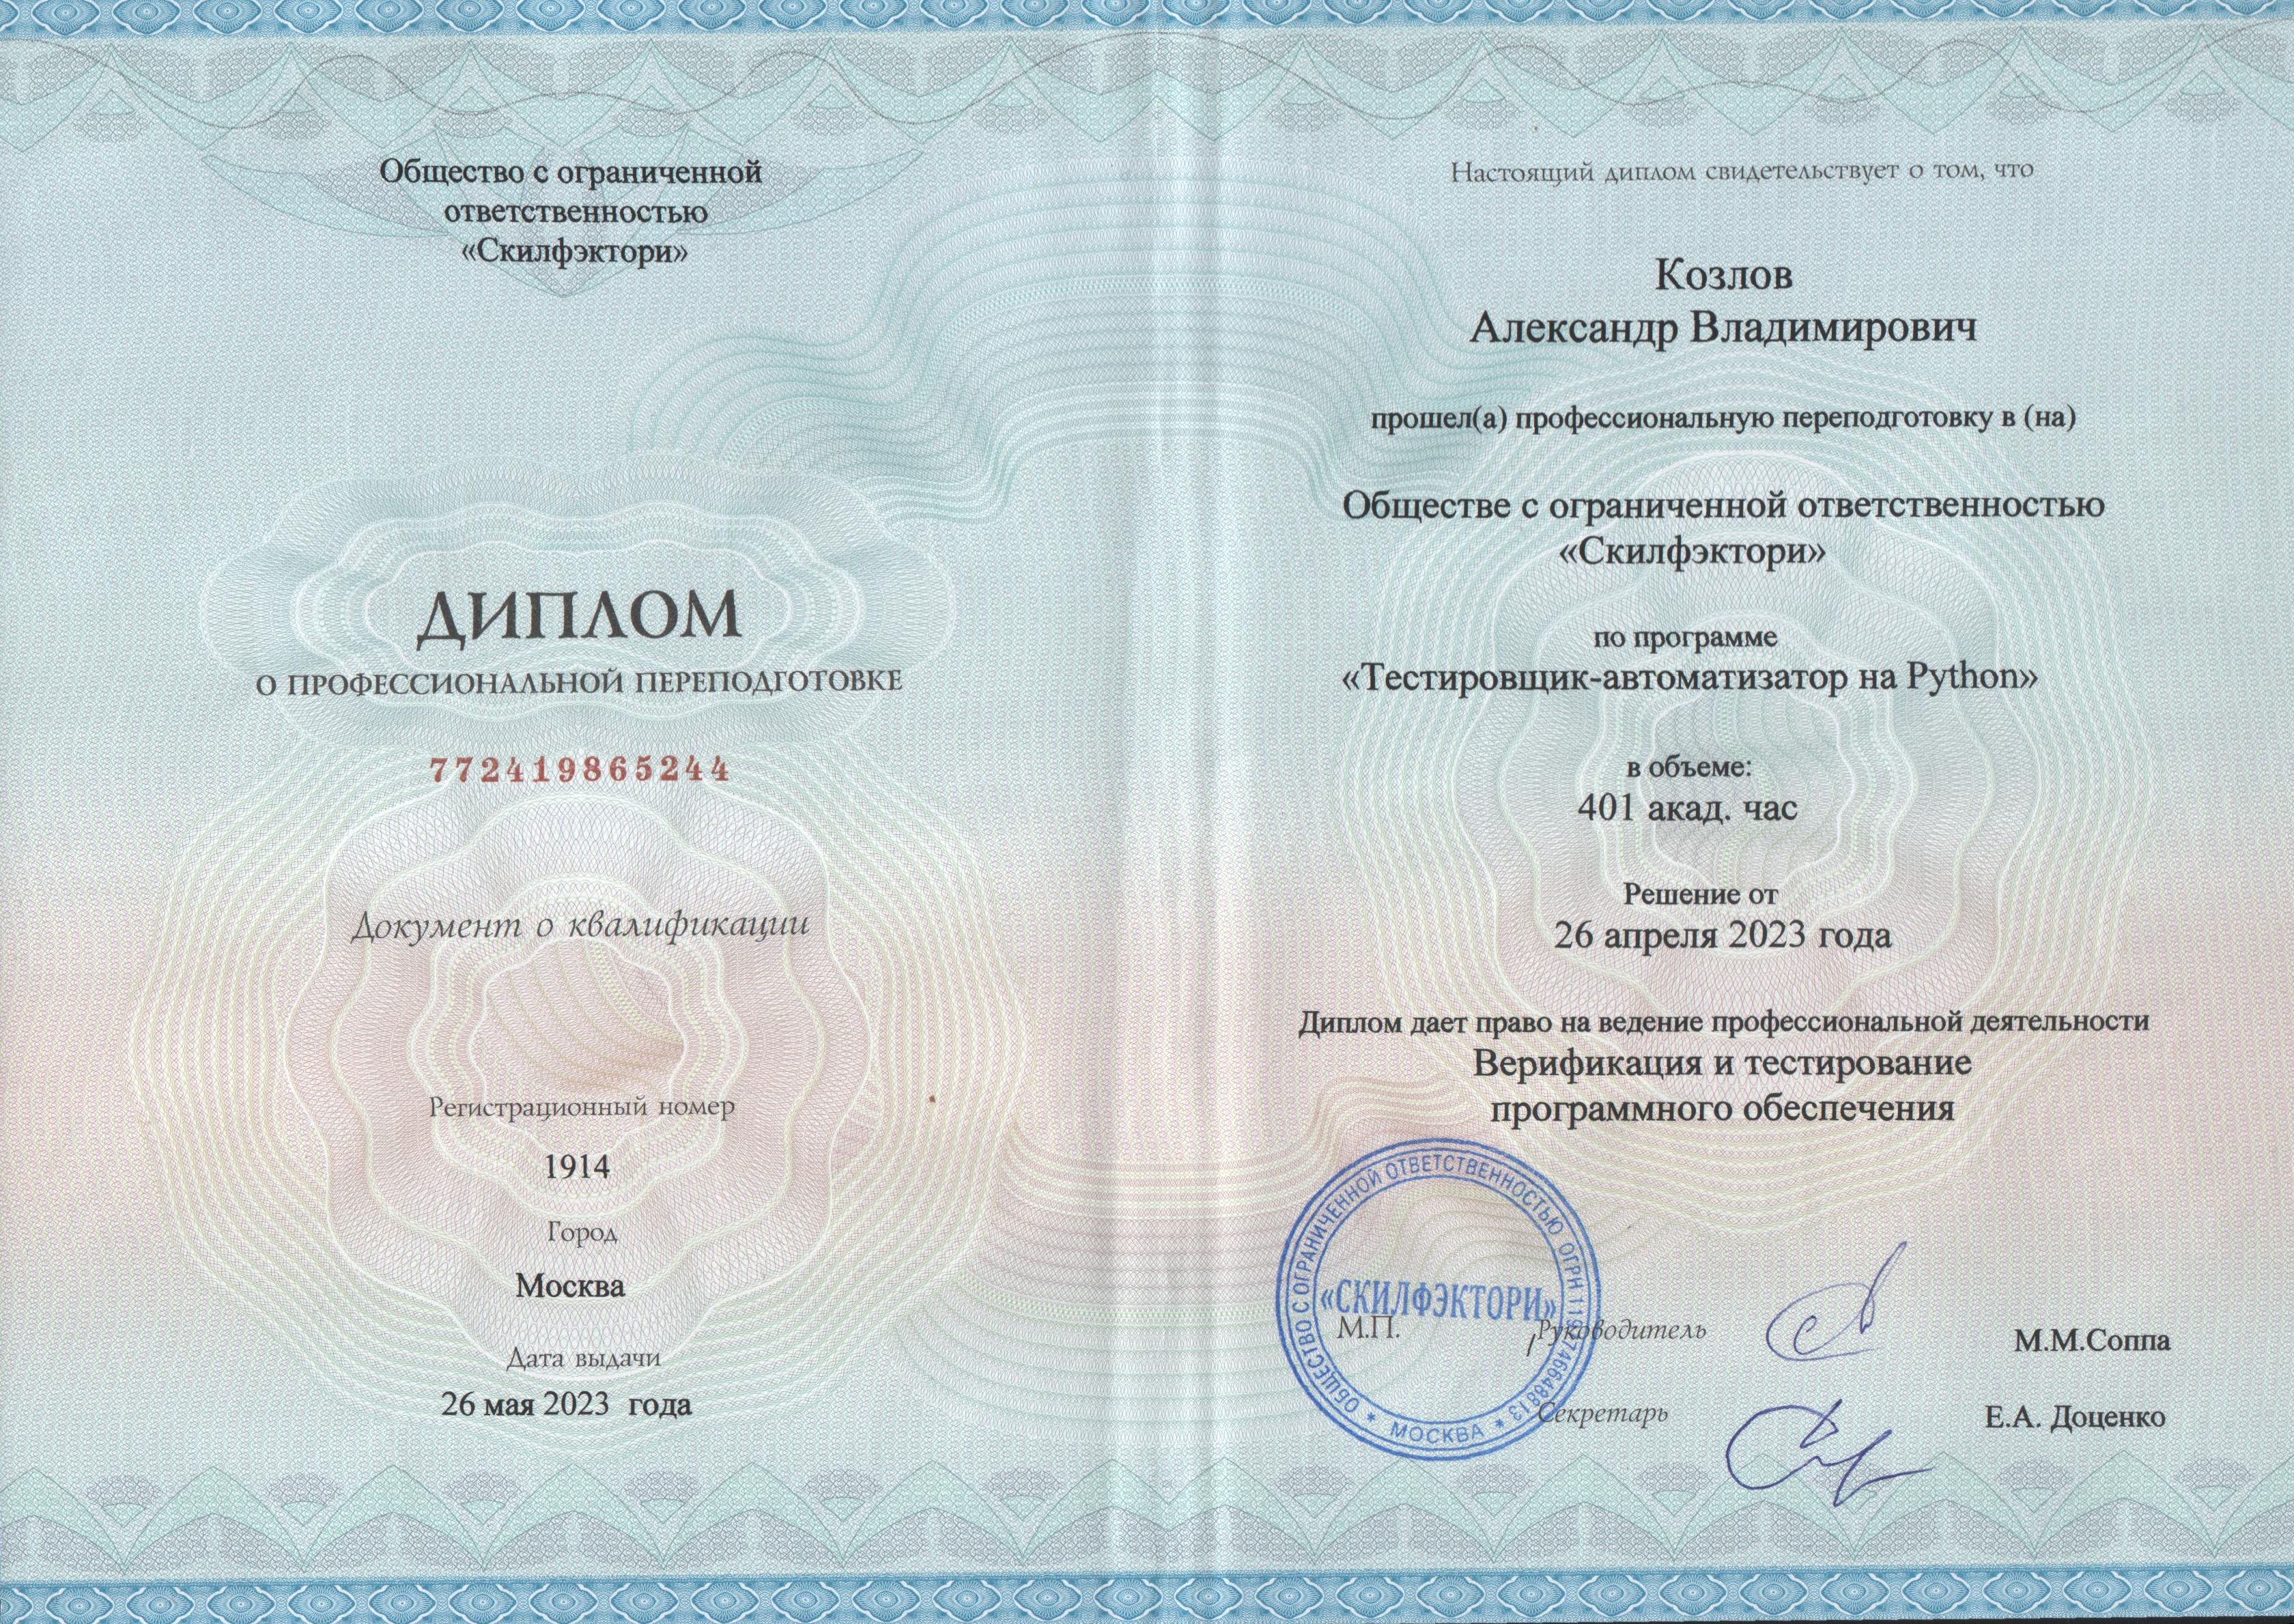 Общество с ограниченной
ответственностью
«Скилфэктори»
ДИПЛОМ
О ПРОФЕССИОНАЛЬНОЙ ПЕРЕПОДГОТОВКЕ
772419865244
Документ о квалификации
Регистрационный номер
1914
Город
Москва
Дата выдачи
26 мая 2023 года
Настоящий диплом свидетельствует о том, что
Козлов
Александр Владимирович
прошел(а) профессиональную переподготовку в (на)
Обществе с ограниченной ответственностью
«Скилфэктори»
по программе
«Тестировщик-автоматизатор на Python»
в объеме:
401 акад. час
Решение от
26 апреля 2023 года
Диплом дает право на ведение профессиональной деятельности
Верификация и тестирование
программного обеспечения
ОБЩЕСТВО С ОГРАНИЧЕННОЙ ОТВЕТСТВЕННОСТЬЮ ОГРН 1197746648813
* МОСКВА *
«СКИЛФЭКТОРИ»
М.П.
Руководитель
М.М.Соппа
Секретарь
Е.А. Доценко